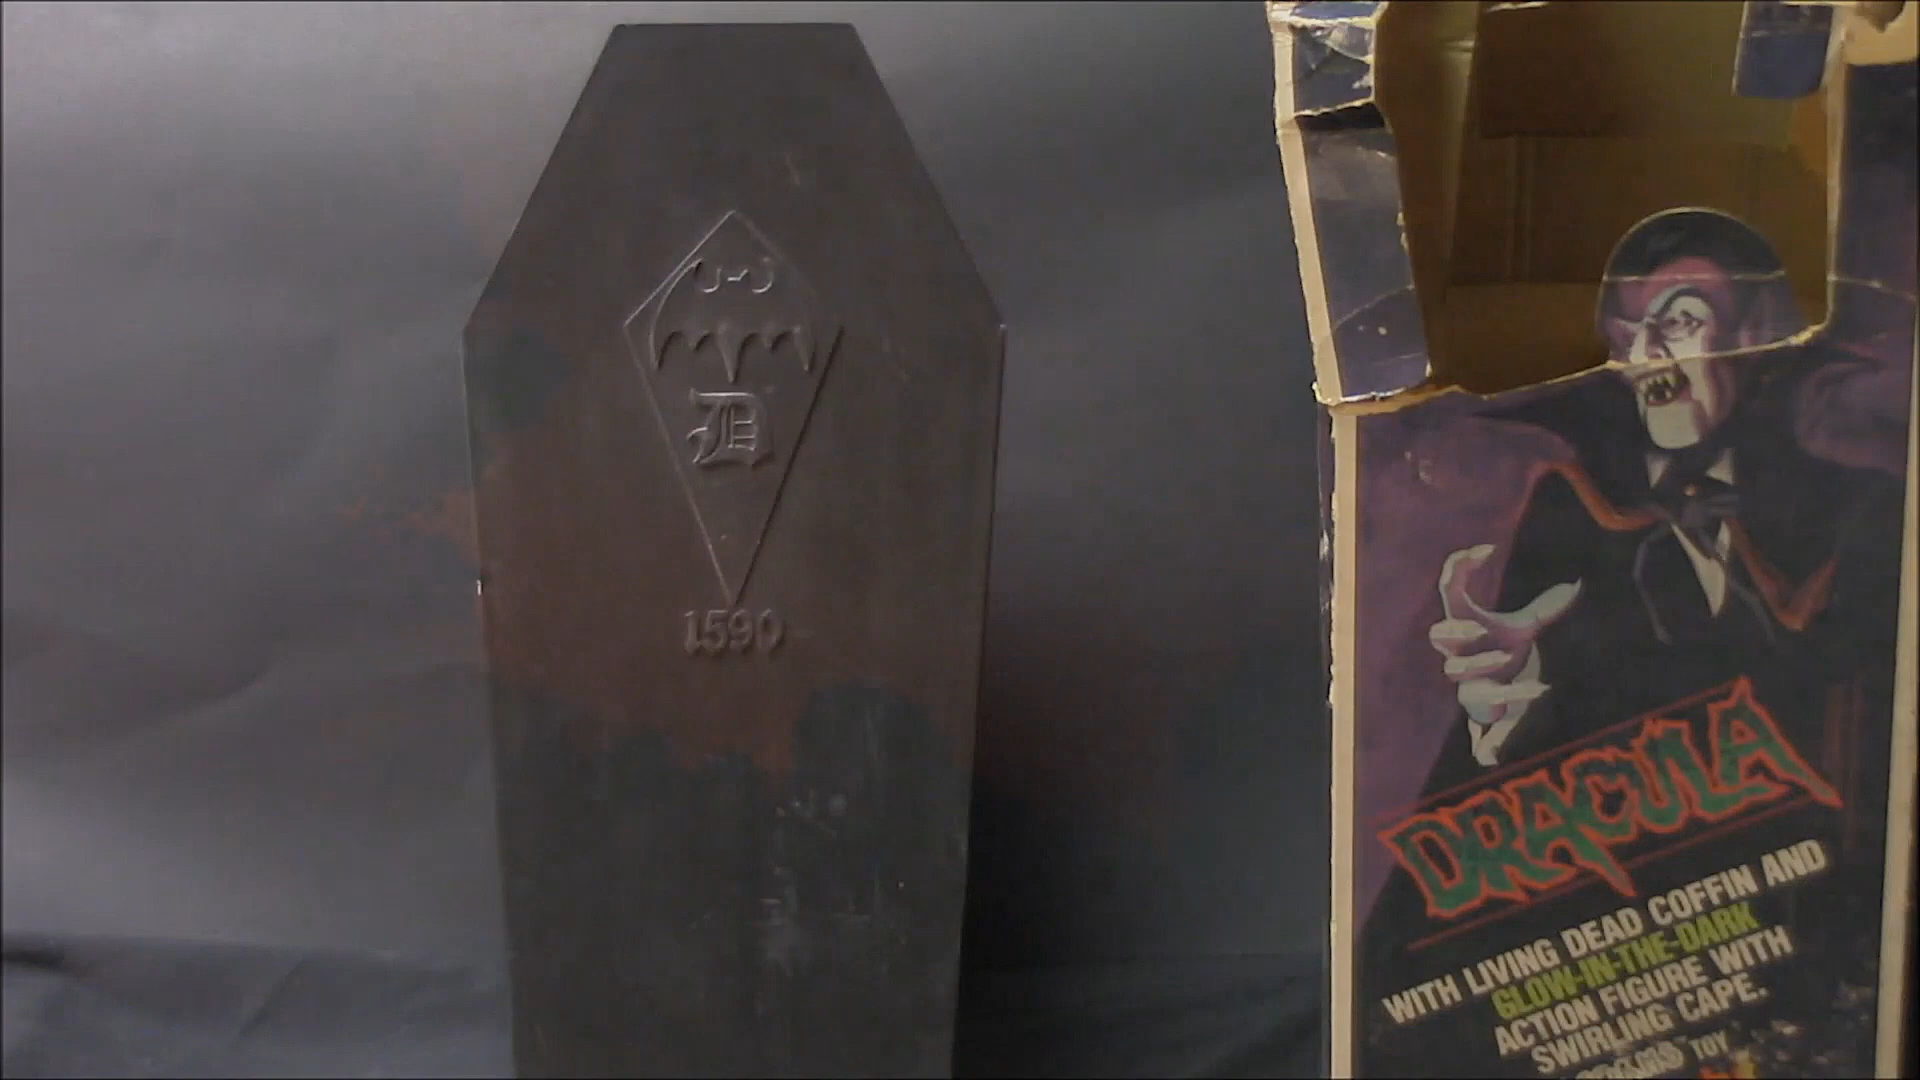 D
1590
DRACULA
WITH LIVING DEAD COFFIN AND
GLOW-IN-THE-DARK
ACTION FIGURE WITH
SWIRLING CAPE.
TOY